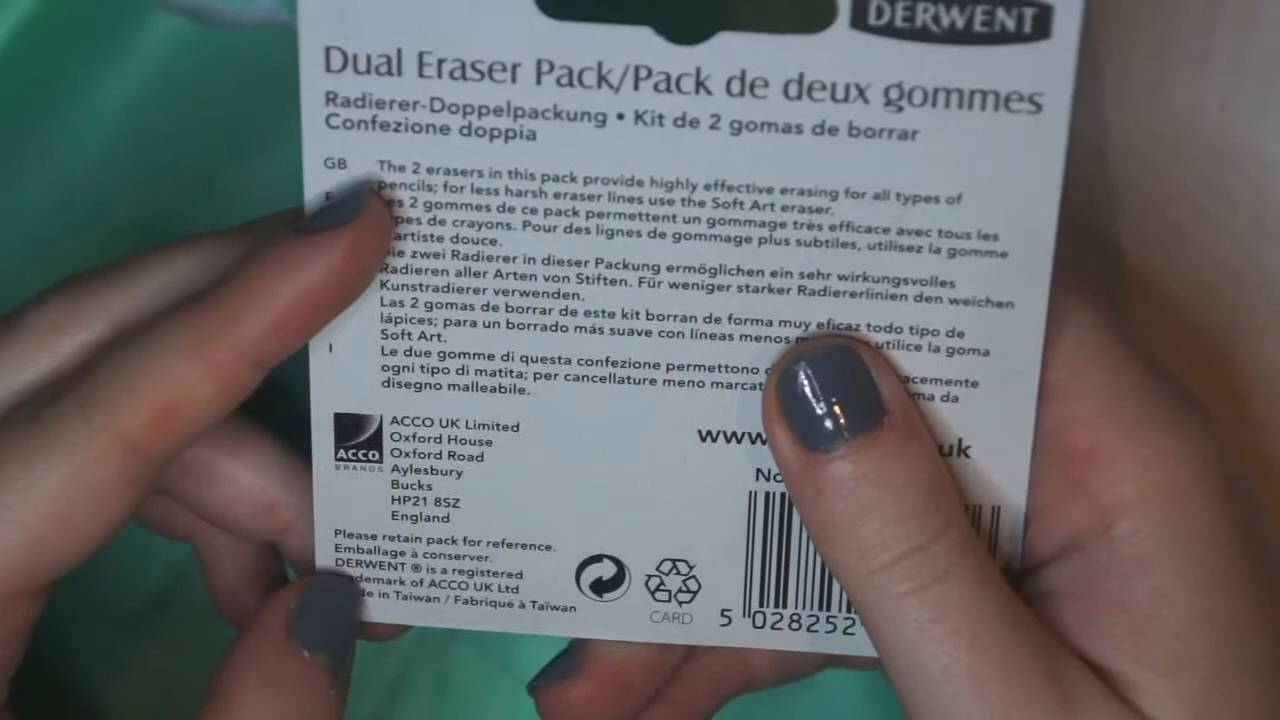 DERWENT
Dual Eraser Pack/Pack de deux gommes
Radierer-Doppelpackung • Kit de 2 gomas de borrar
Confezione doppia
GB The 2 erasers in this pack provide highly effective erasing for all types of
pencils; for less harsh eraser lines use the Soft Art eraser.
2 gommes de ce pack permettent un gommage très efficace avec tous les
de crayons. Pour des lignes de gommage plus subtiles, utilisez la gomme
douce.
zwei Radierer in dieser Packung ermöglichen ein sehr wirkungsvolles
Radieren aller Arten von Stiften. Für weniger starker Radiererlinien den weichen
Kunstradierer verwenden.
Las 2 gomas de borrar de este kit borran de forma muy eficaz todo tipo de
lápices; para un borrado más suave con líneas menos utilice la goma
Soft Art.
I Le due gomme di questa confezione permettono
ogni tipo di matita; per cancellature meno da
disegno malleabile.
ACCO
BRANDS
ACCO UK Limited
Oxford House
Oxford Road
Aylesbury
Bucks
HP21 8SZ
England
www uk
Please retain pack for reference.
Emballage à conserver.
DERWENT ® is a registered
of ACCO UK Ltd
in Taiwan / Fabriqué à Taïwan
CARD
5 028252